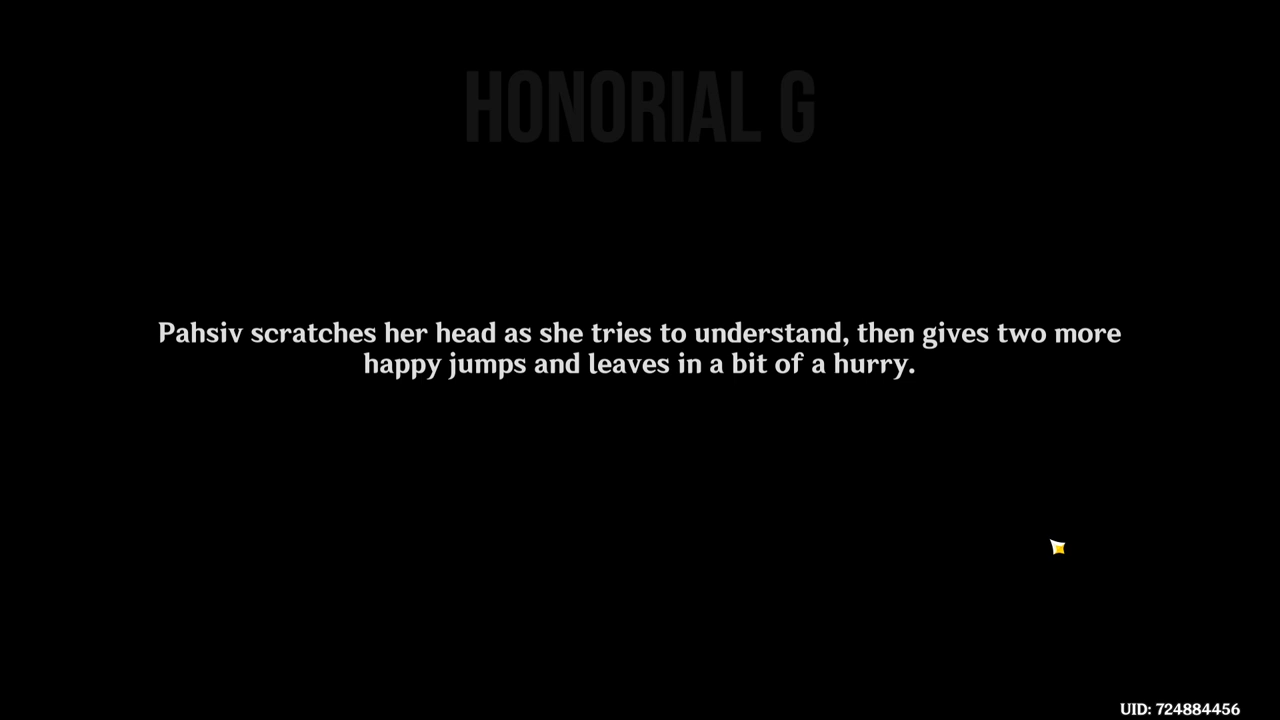 HONORIAL G
Pahsiv scratches her head as she tries to understand, then gives two more
happy jumps and leaves in a bit of a hurry.
UID: 724884456